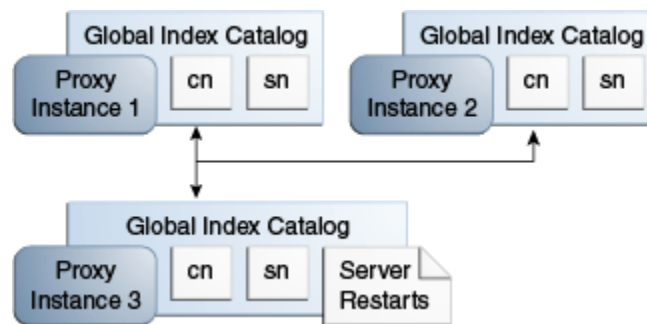 Global Index Catalog
Proxy
Instance 1
cn
sn
Global Index Catalog
Proxy
Instance 2
cn
sn
Global Index Catalog
Proxy
Instance 3
cn
sn
Server
Restarts